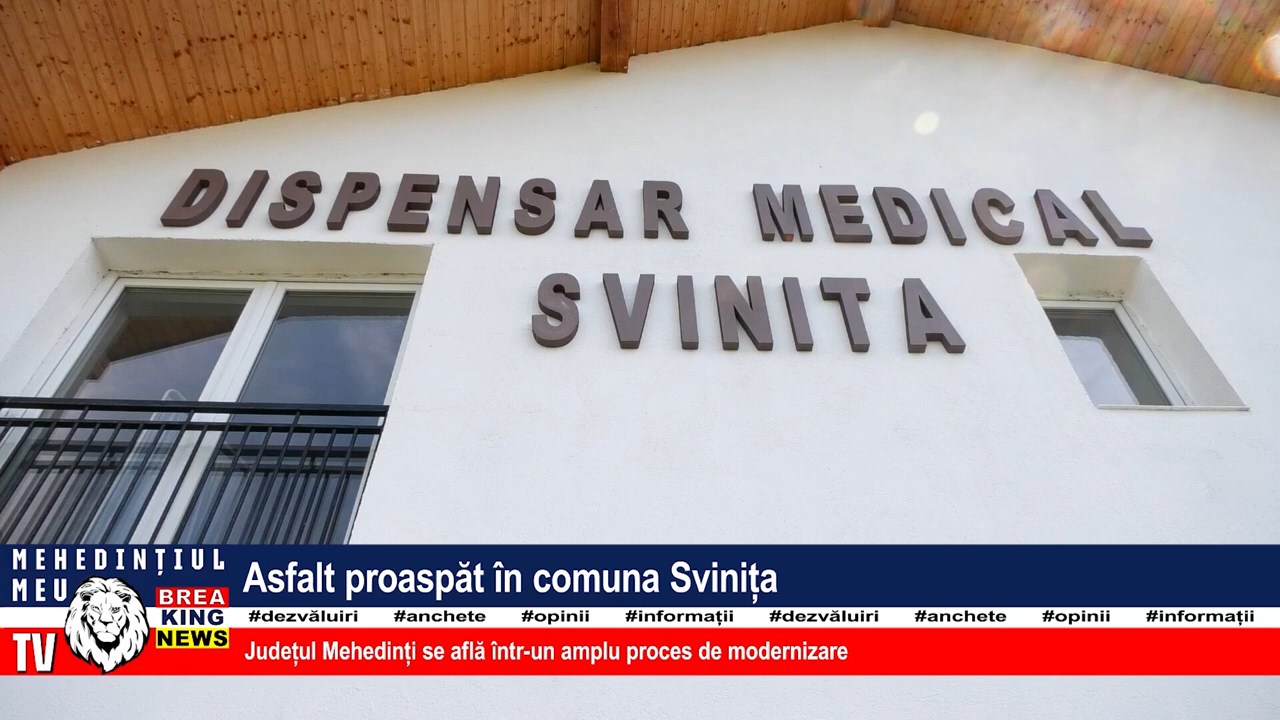 DISPENSAR MEDICAL
SVINITA
MEHEDINȚIUL
MEU
TV
BREA
KING
NEWS
Asfalt proaspăt în comuna Svinița
#dezvăluiri #anchete #opinii #informații #dezvăluiri #anchete #opinii #informații
Județul Mehedinți se află într-un amplu proces de modernizare